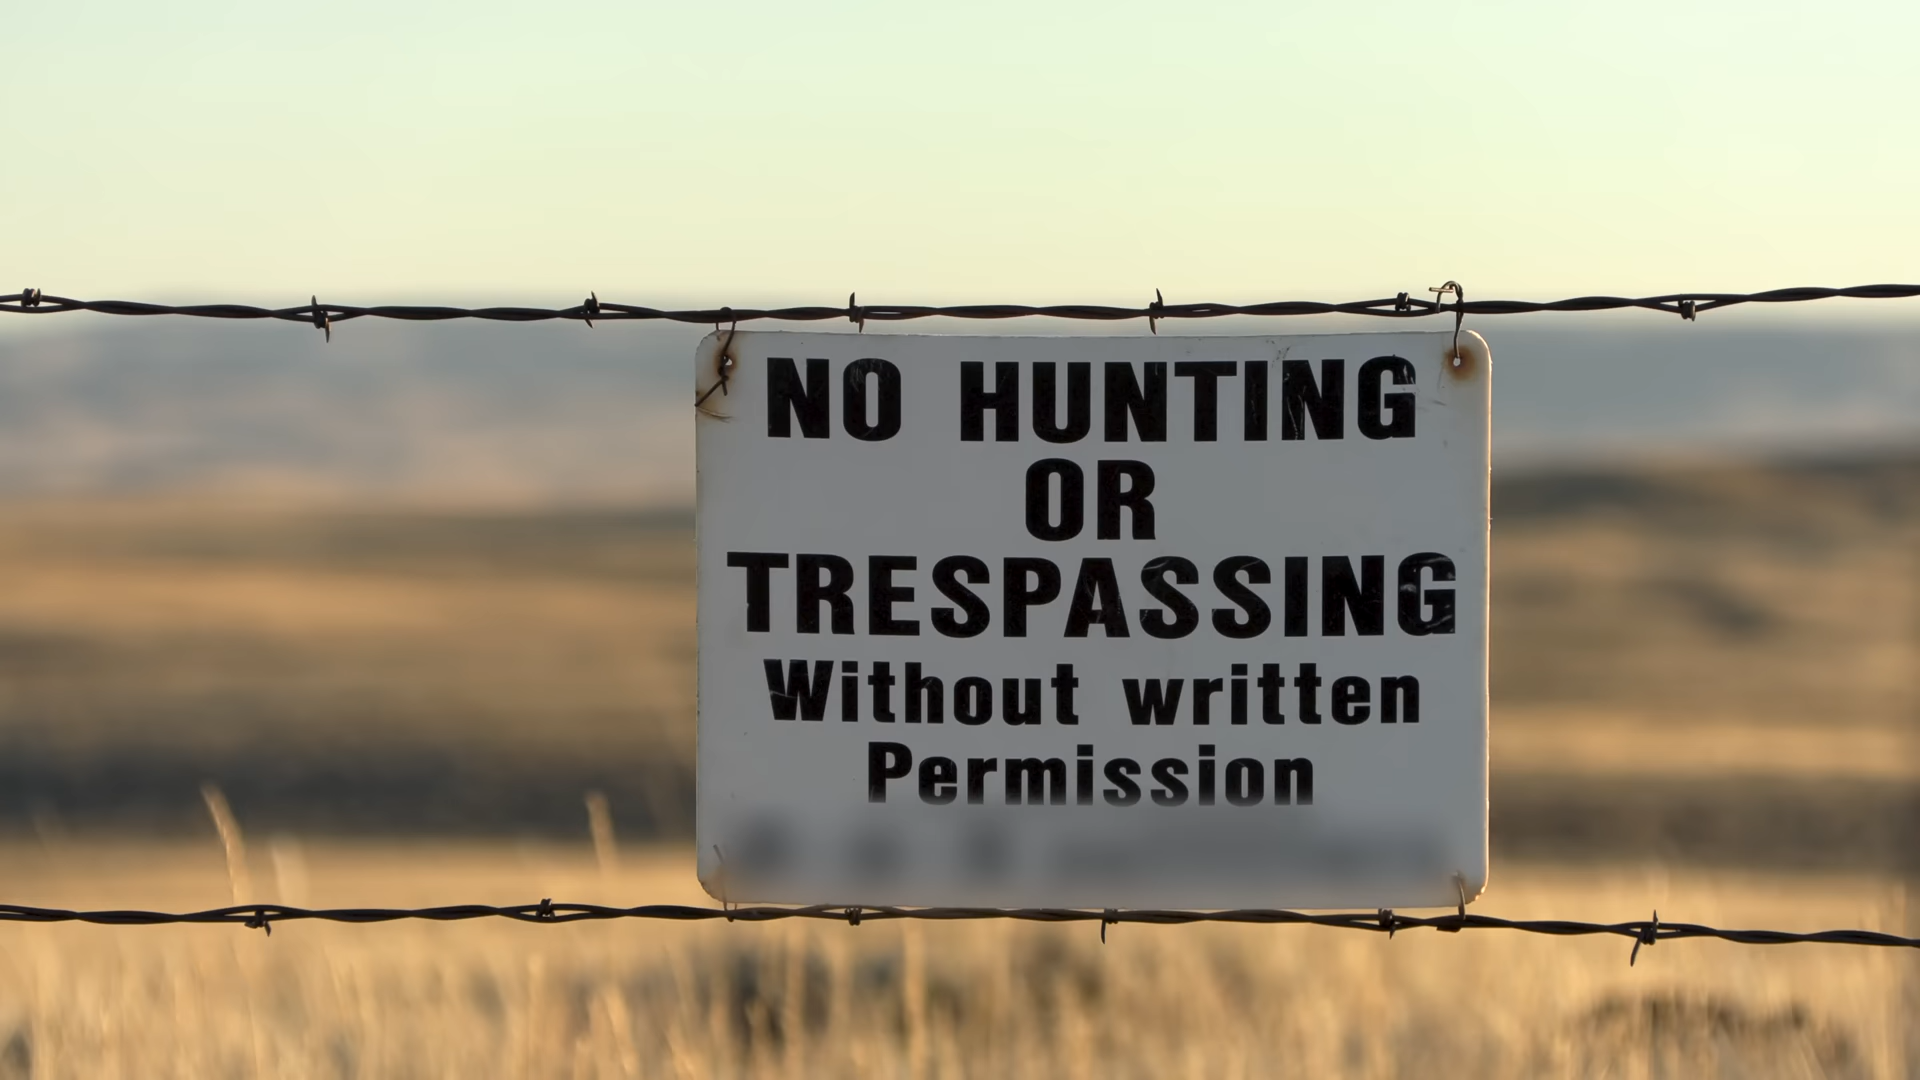 NO HUNTING
OR
TRESPASSING
Without written
Permission